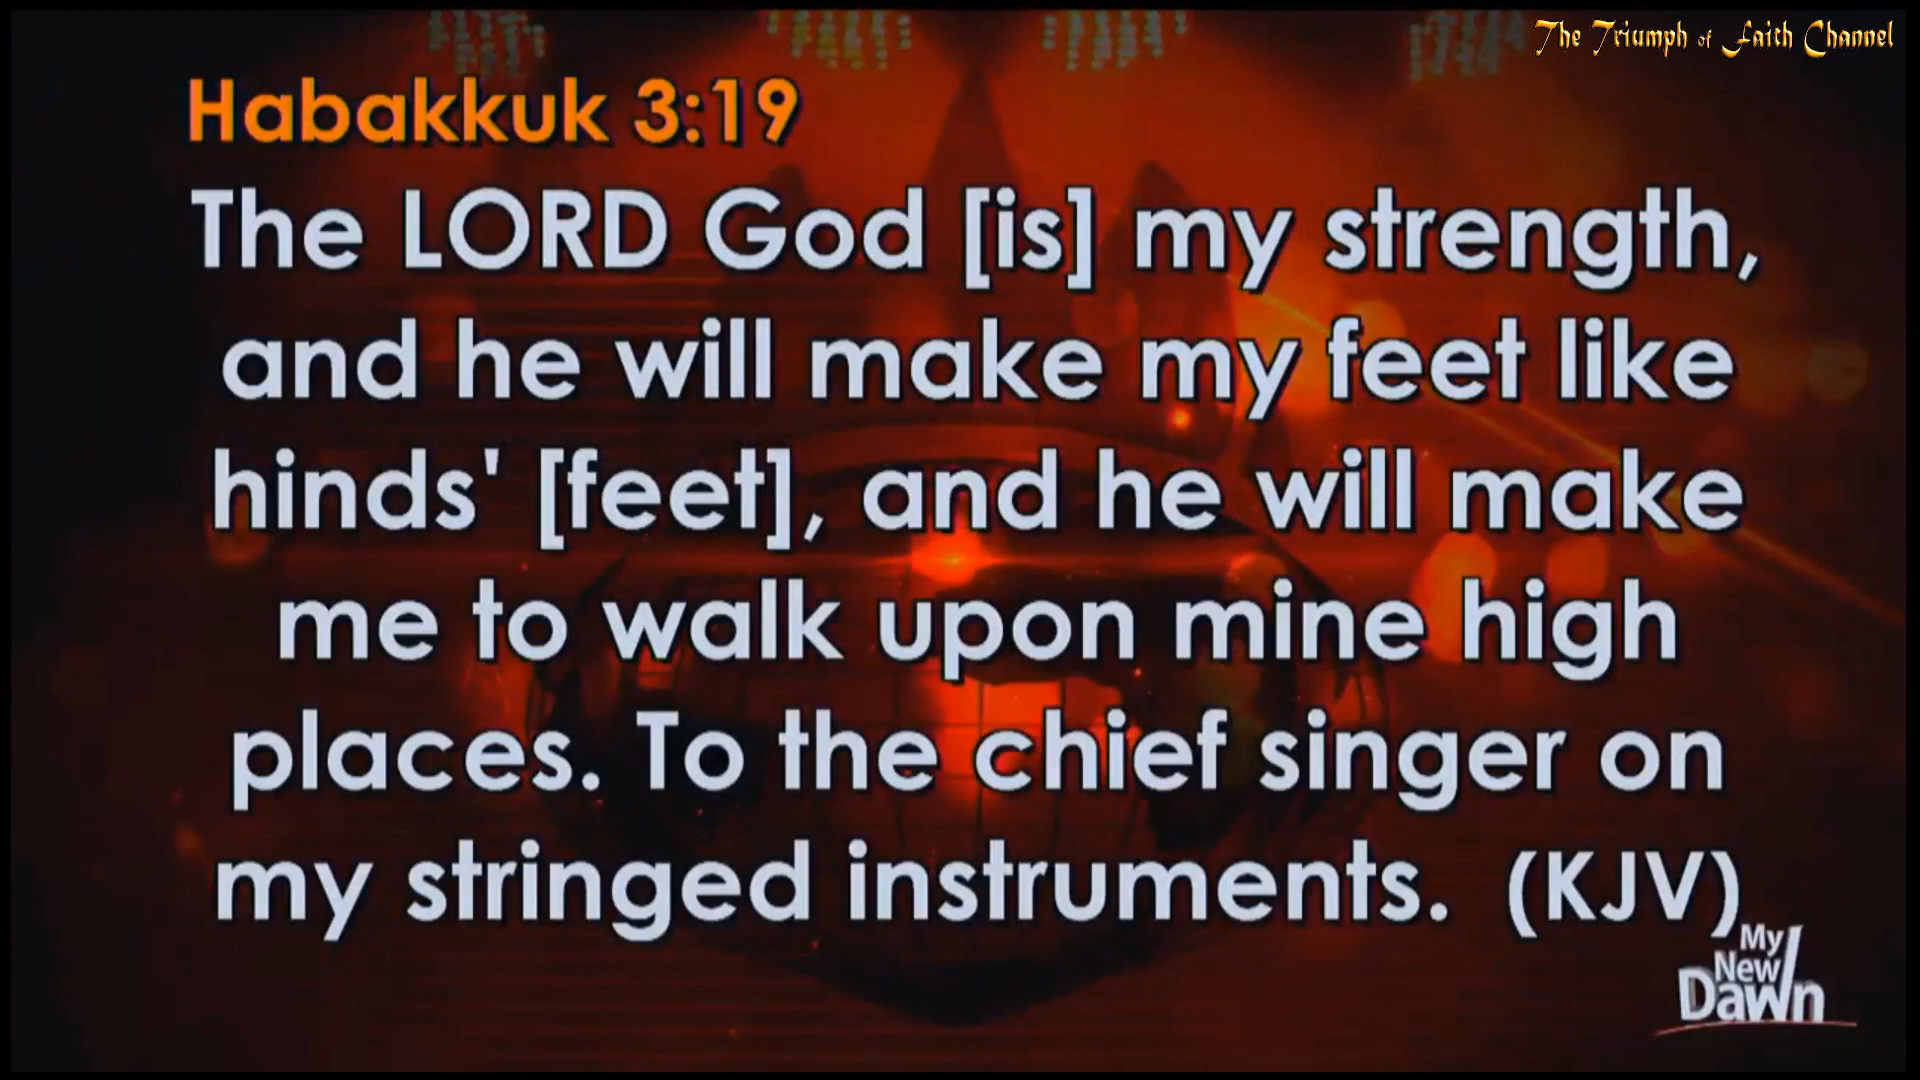 The Triumph of Faith Channel
Habakkuk 3:19
The LORD God [is] my strength,
and he will make my feet like
hinds' [feet], and he will make
me to walk upon mine high
places. To the chief singer on
my stringed instruments. (KJV)
My
New
Dawn